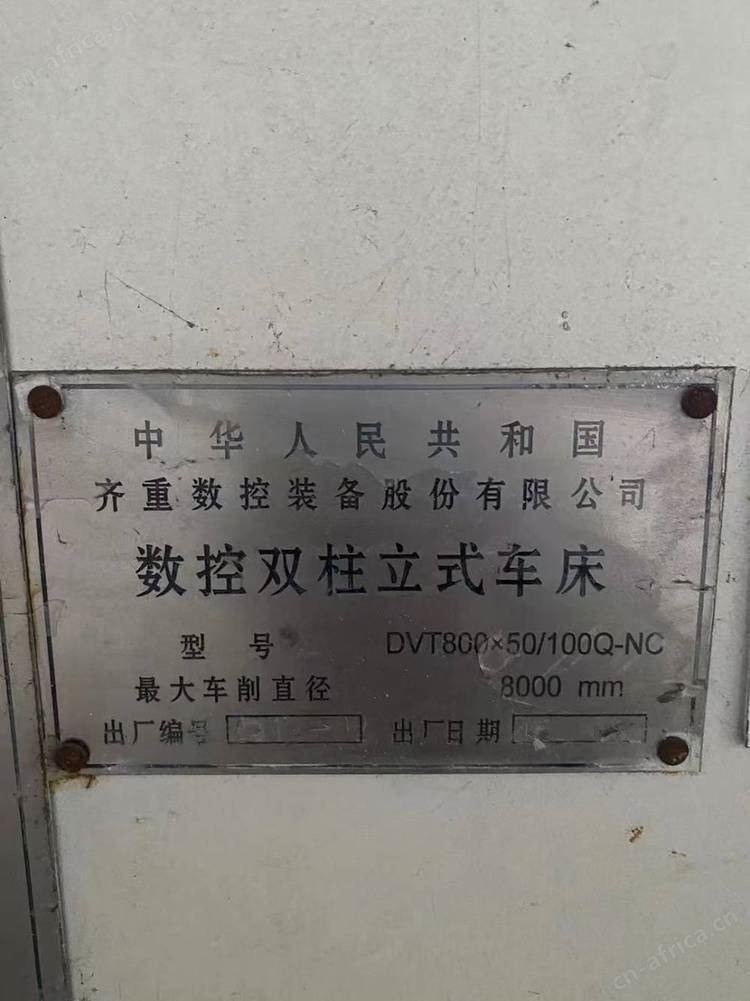 cn-africa.cn
中华人民共和国
齐重数控装备股份有限公司
数控双柱立式车床
型号 DVT800×50/100Q-NC
最大车削直径 8000 mm
出厂编号 出厂日期
cn-africa.cn